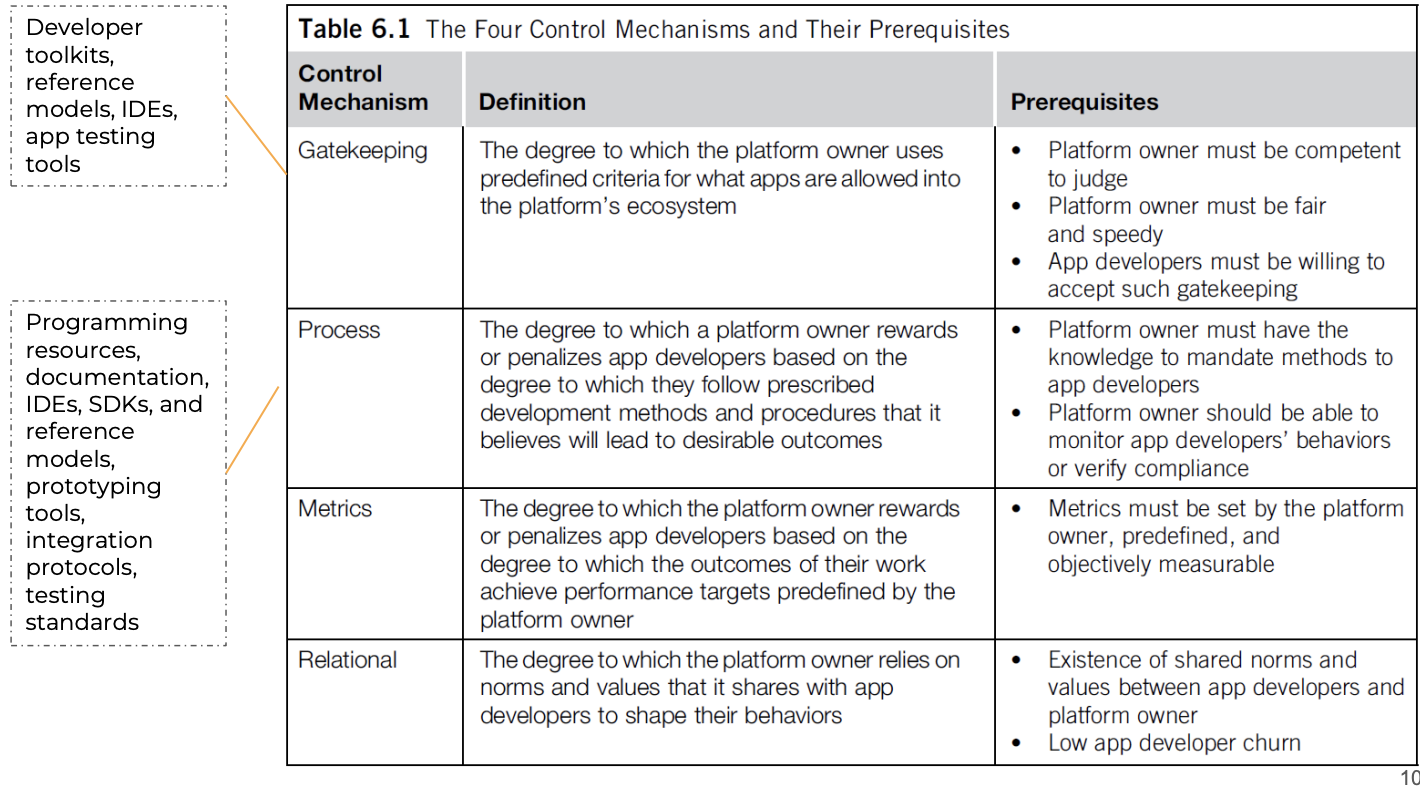 Developer
toolkits,
reference
models, IDEs,
app testing
tools
Programming
resources,
documentation,
IDEs, SDKs, and
reference
models,
prototyping
tools,
integration
protocols,
testing
standards
Table 6.1 The Four Control Mechanisms and Their Prerequisites
Control
Mechanism
Definition
Prerequisites
Gatekeeping
The degree to which the platform owner uses
predefined criteria for what apps are allowed into
the platform's ecosystem
• Platform owner must be competent
to judge
• Platform owner must be fair
and speedy
• App developers must be willing to
accept such gatekeeping
Process
The degree to which a platform owner rewards
or penalizes app developers based on the
degree to which they follow prescribed
development methods and procedures that it
believes will lead to desirable outcomes
• Platform owner must have the
knowledge to mandate methods to
app developers
• Platform owner should be able to
monitor app developers' behaviors
or verify compliance
Metrics
The degree to which the platform owner rewards
or penalizes app developers based on the
degree to which the outcomes of their work
achieve performance targets predefined by the
platform owner
• Metrics must be set by the platform
owner, predefined, and
objectively measurable
Relational
The degree to which the platform owner relies on
norms and values that it shares with app
developers to shape their behaviors
• Existence of shared norms and
values between app developers and
platform owner
• Low app developer churn
10